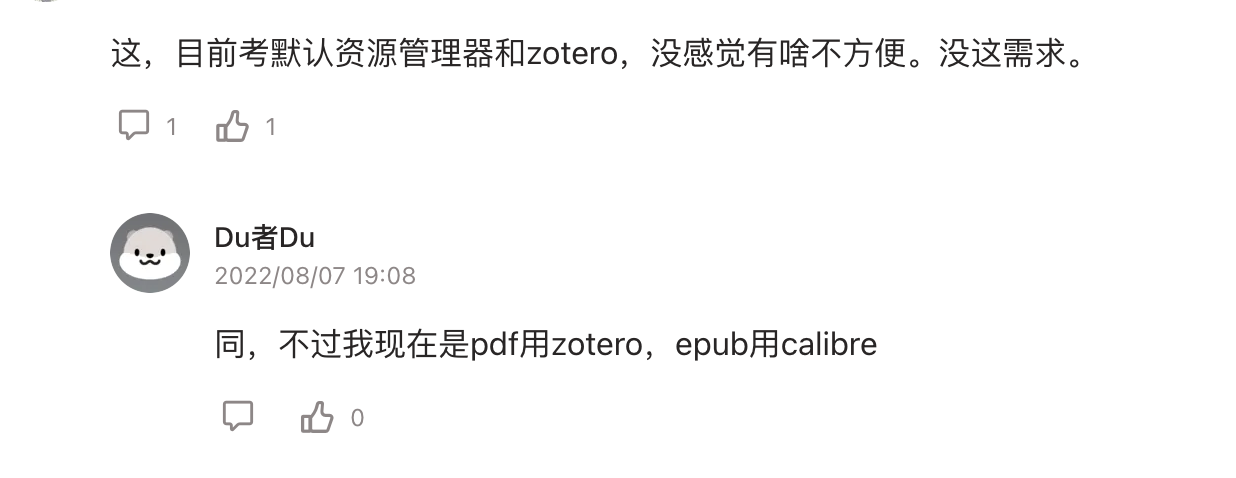 这，目前考默认资源管理器和zotero，没感觉有啥不方便。没这需求。
1 1
Du者Du
2022/08/07 19:08
同，不过我现在是pdf用zotero，epub用calibre
0